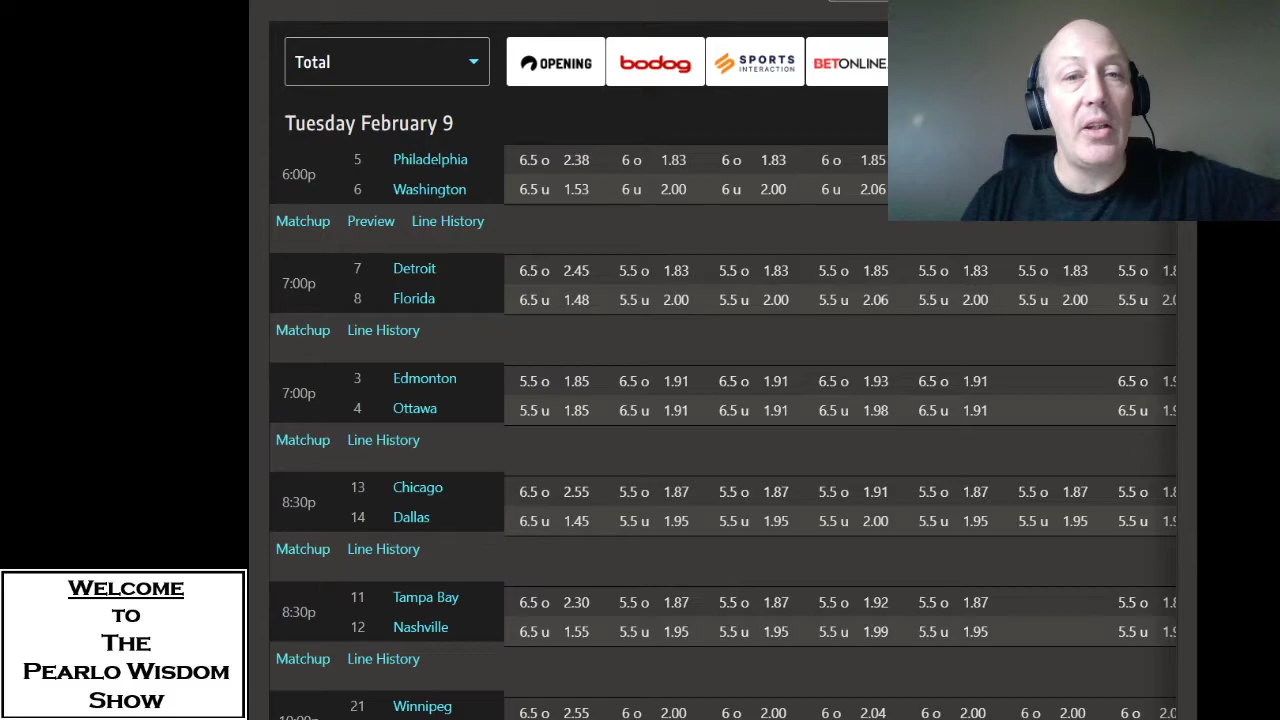 Total
OPENING
bodog
SPORTS INTERACTION
BETONLINE
Tuesday February 9
6:00p
5 Philadelphia 6.5 o 2.38 6 o 1.83 6 o 1.83 6 o 1.85
6 Washington 6.5 u 1.53 6 u 2.00 6 u 2.00 6 u 2.06
Matchup Preview Line History
7:00p
7 Detroit 6.5 o 2.45 5.5 o 1.83 5.5 o 1.83 5.5 o 1.85 5.5 o 1.83 5.5 o 1.83 5.5 o
8 Florida 6.5 u 1.48 5.5 u 2.00 5.5 u 2.00 5.5 u 2.06 5.5 u 2.00 5.5 u 2.00 5.5 u
Matchup Line History
7:00p
3 Edmonton 5.5 o 1.85 6.5 o 1.91 6.5 o 1.91 6.5 o 1.93 6.5 o 1.91 6.5 o
4 Ottawa 5.5 u 1.85 6.5 u 1.91 6.5 u 1.91 6.5 u 1.98 6.5 u 1.91 6.5 u
Matchup Line History
8:30p
13 Chicago 6.5 o 2.55 5.5 o 1.87 5.5 o 1.87 5.5 o 1.91 5.5 o 1.87 5.5 o 1.87 5.5 o
14 Dallas 6.5 u 1.45 5.5 u 1.95 5.5 u 1.95 5.5 u 2.00 5.5 u 1.95 5.5 u 1.95 5.5 u
Matchup Line History
8:30p
11 Tampa Bay 6.5 o 2.30 5.5 o 1.87 5.5 o 1.87 5.5 o 1.92 5.5 o 1.87 5.5 o
12 Nashville 6.5 u 1.55 5.5 u 1.95 5.5 u 1.95 5.5 u 1.99 5.5 u 1.95 5.5 u
Matchup Line History
21 Winnipeg 6.5 o 2.55 6 o 2.00 6 o 2.00 6 o 2.04 6 o 2.00 6 o 2.00 6 o
WELCOME
TO
THE
PEARLO WISDOM
SHOW